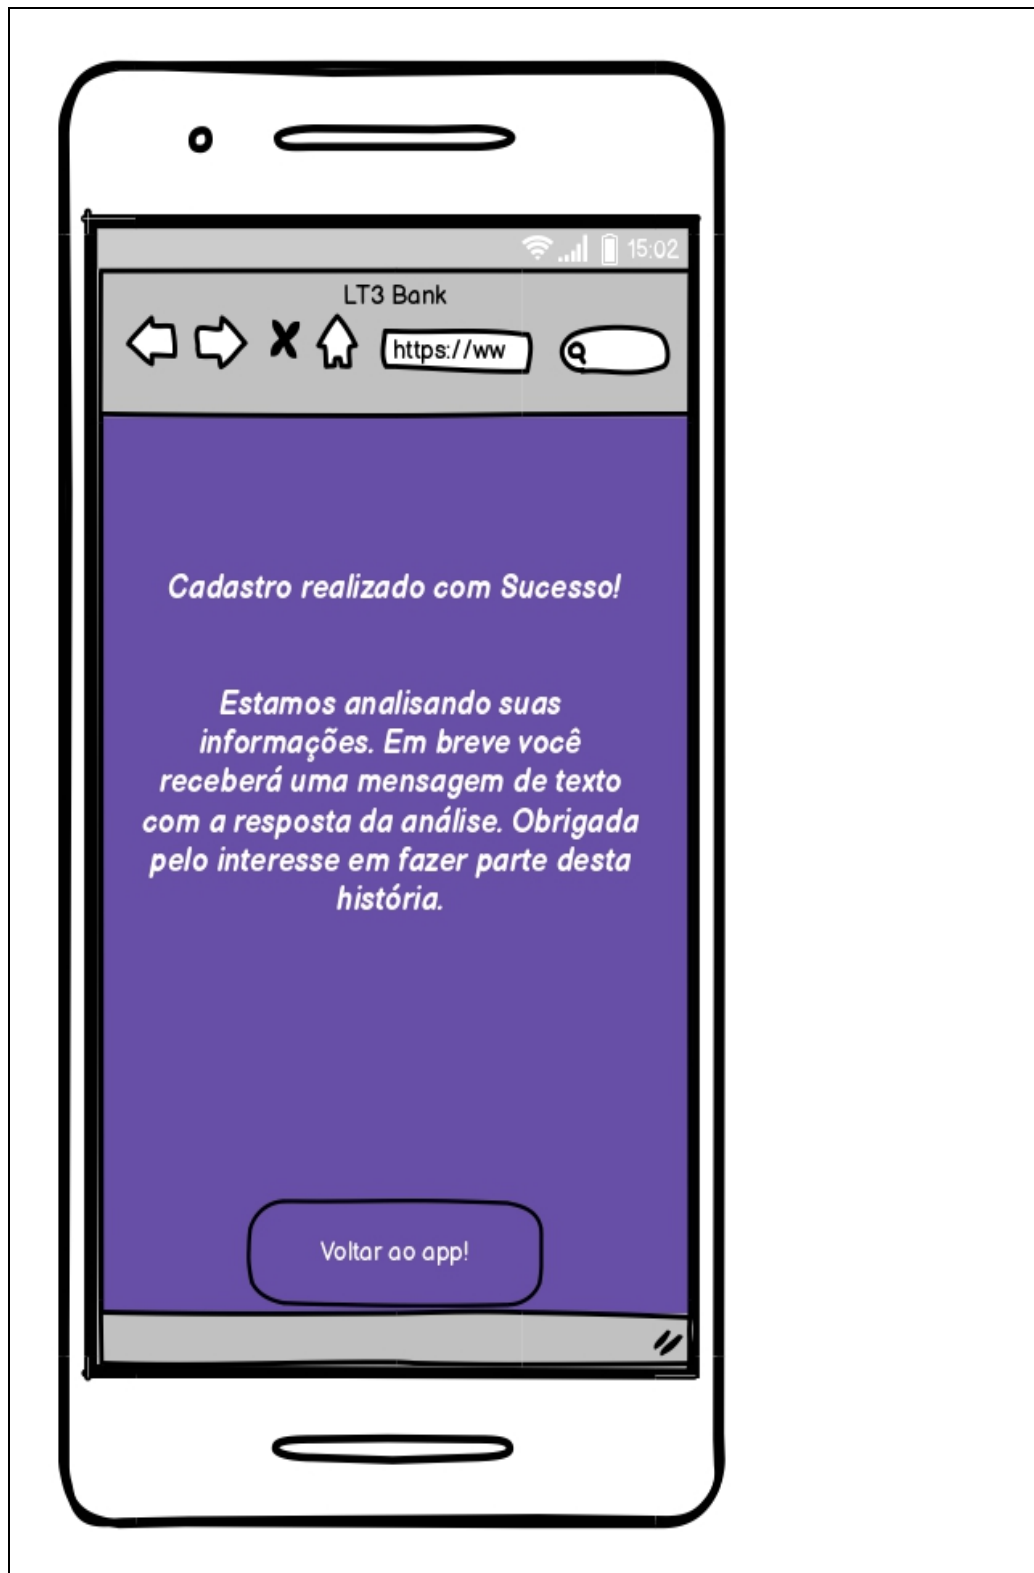 15:02
LT3 Bank
https://ww
Cadastro realizado com Sucesso!
Estamos analisando suas
informações. Em breve você
receberá uma mensagem de texto
com a resposta da análise. Obrigada
pelo interesse em fazer parte desta
história.
Voltar ao app!